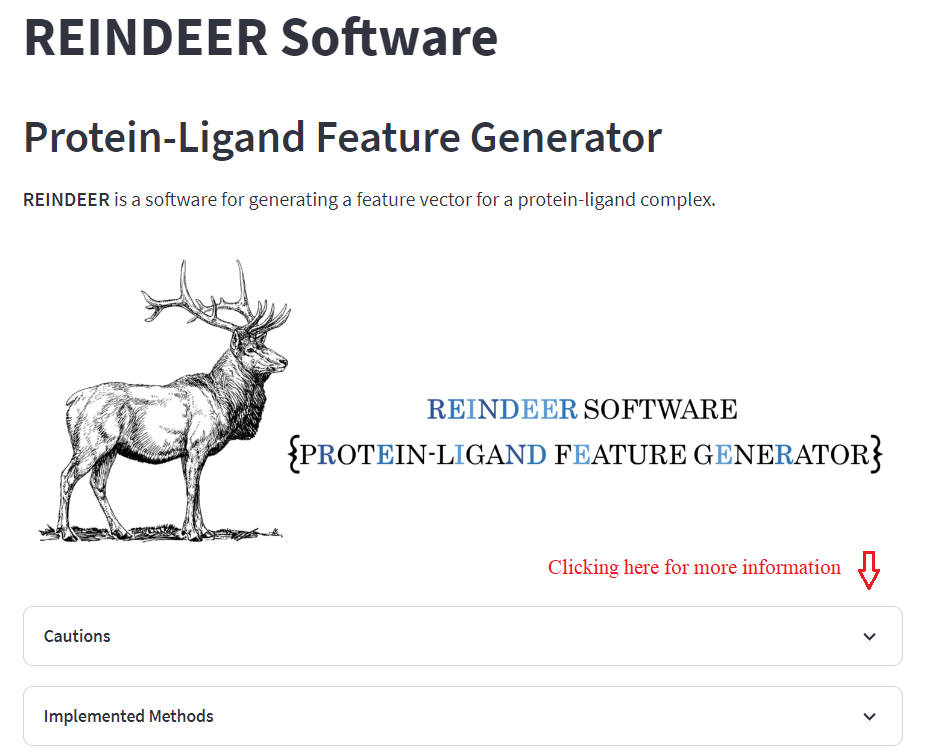 REINDEER Software
Protein-Ligand Feature Generator
REINDEER is a software for generating a feature vector for a protein-ligand complex.
REINDEER SOFTWARE
{PROTEIN-LIGAND FEATURE GENERATOR}
Clicking here for more information
Cautions
Implemented Methods